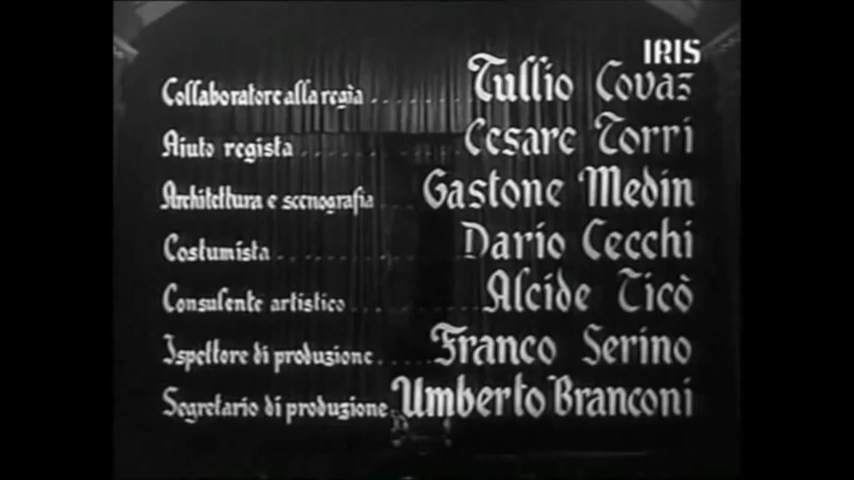 IRIS
Collaboratore alla regìa ...... Tullio Covaz
Aiuto regista .......... Cesare Torri
Architettura e scenografia .... Gastone Medin
Costumista ............ Dario Cecchi
Consulente artistico ........ Alcide Ticò
Ispettore di produzione ..... Franco Serino
Segretario di produzione Umberto Branconi